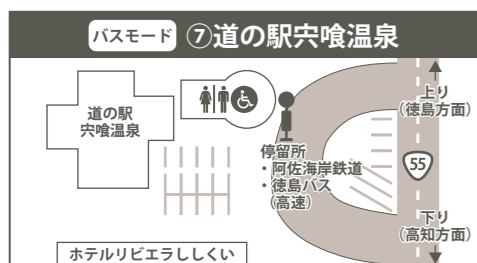 バスモード ⑦道の駅宍喰温泉
道の駅
宍喰温泉
停留所
・阿佐海岸鉄道
・徳島バス
（高速）
上り
（徳島方面）
55
下り
（高知方面）
ホテルリビエラししくい